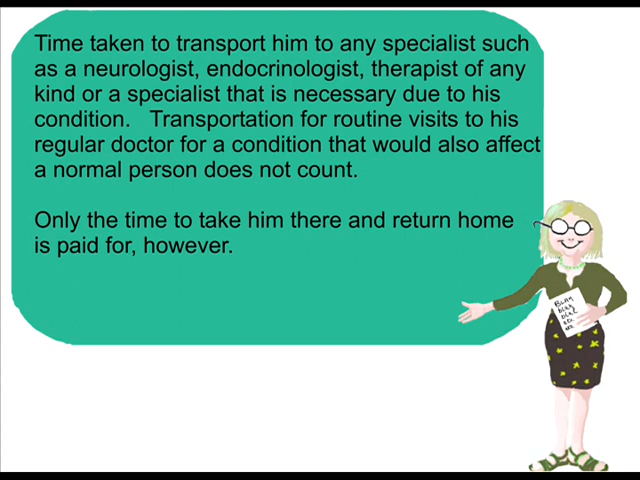 Time taken to transport him to any specialist such
as a neurologist, endocrinologist, therapist of any
kind or a specialist that is necessary due to his
condition.   Transportation for routine visits to his
regular doctor for a condition that would also affect
a normal person does not count.
Only the time to take him there and return home
is paid for, however.
BLAH
blah